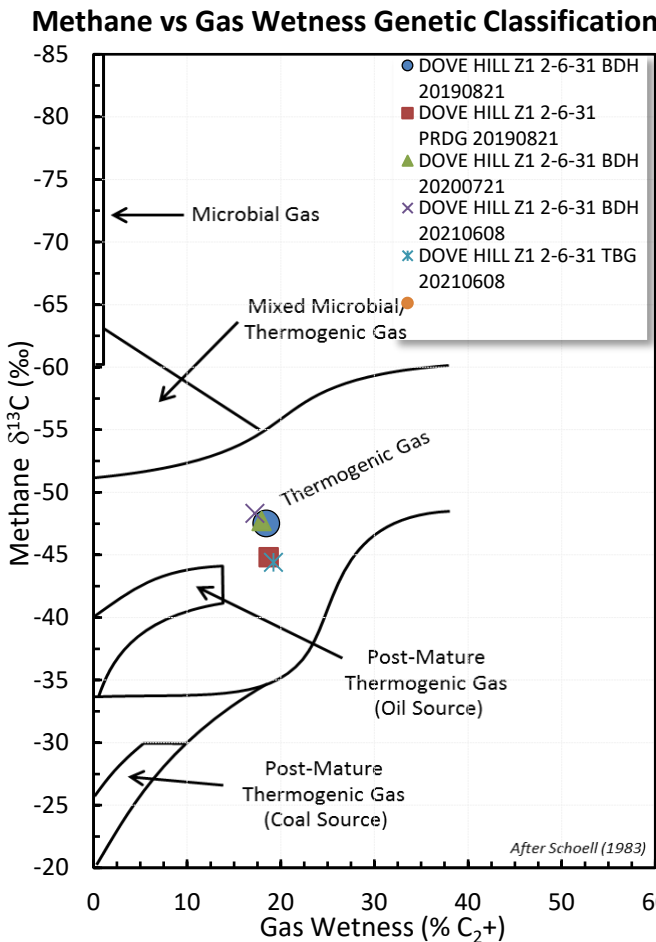 Methane vs Gas Wetness Genetic Classification
-85
-80
-75
-70
-65
-60
-55
-50
-45
-40
-35
-30
-25
-20
Methane δ¹³C (‰)
DOVE HILL Z1 2-6-31 BDH
20190821
DOVE HILL Z1 2-6-31
PRDG 20190821
DOVE HILL Z1 2-6-31 BDH
20200721
DOVE HILL Z1 2-6-31 BDH
20210608
DOVE HILL Z1 2-6-31 TBG
20210608
Microbial Gas
Mixed Microbial/
Thermogenic Gas
Thermogenic Gas
Post-Mature
Thermogenic Gas
(Oil Source)
Post-Mature
Thermogenic Gas
(Coal Source)
After Schoell (1983)
0 10 20 30 40 50
Gas Wetness (% C₂+)